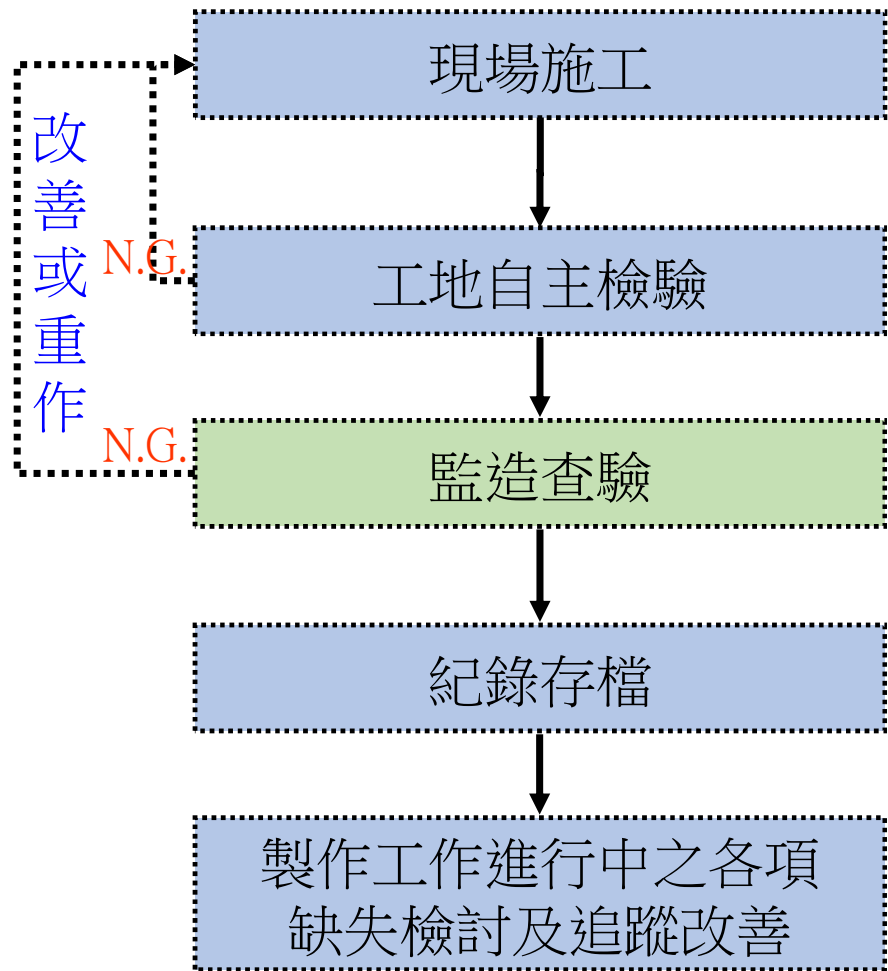 現場施工
改善或重作
N.G.
工地自主檢驗
N.G.
監造查驗
紀錄存檔
製作工作進行中之各項
缺失檢討及追蹤改善